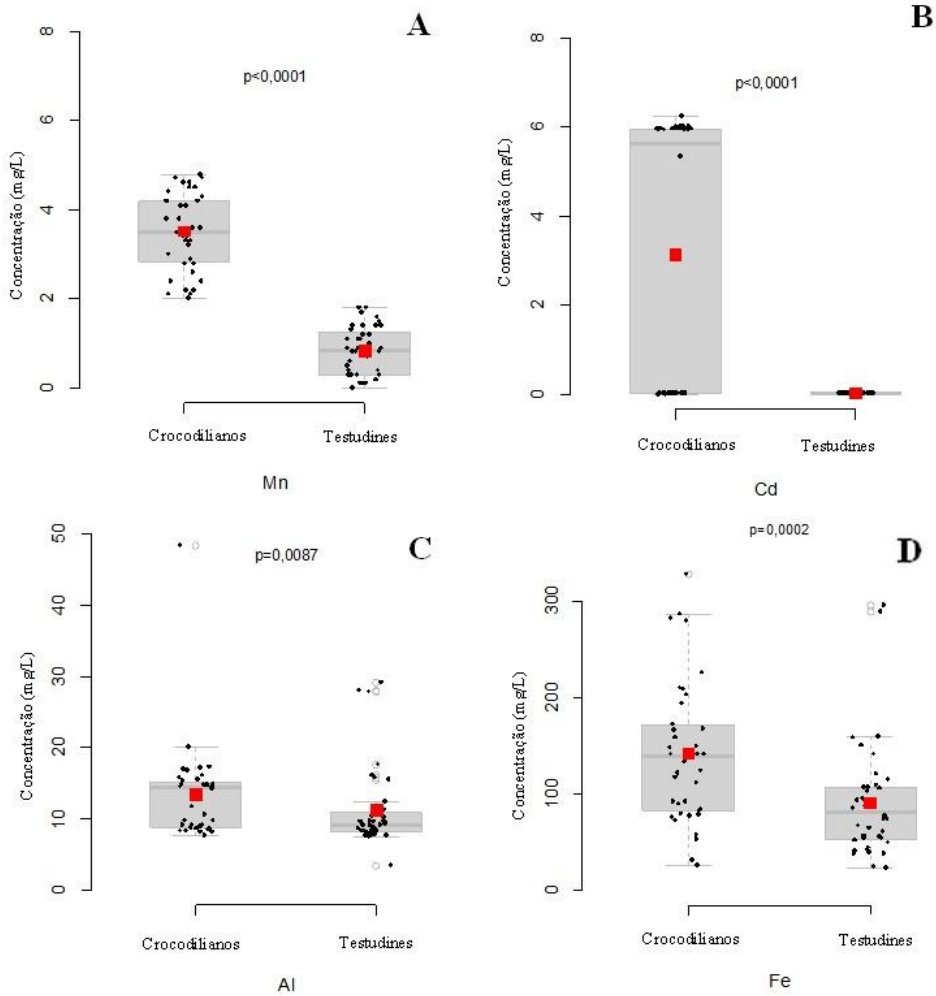 A
p<0,0001
Concentração (mg/L)
8
6
4
2
0
Crocodilianos
Testudines
Mn
B
p<0,0001
Concentração (mg/L)
8
6
4
2
0
Crocodilianos
Testudines
Cd
C
p=0,0087
Concentração (mg/L)
50
40
30
20
10
0
Crocodilianos
Testudines
Al
D
p=0,0002
Concentração (mg/L)
300
200
100
0
Crocodilianos
Testudines
Fe